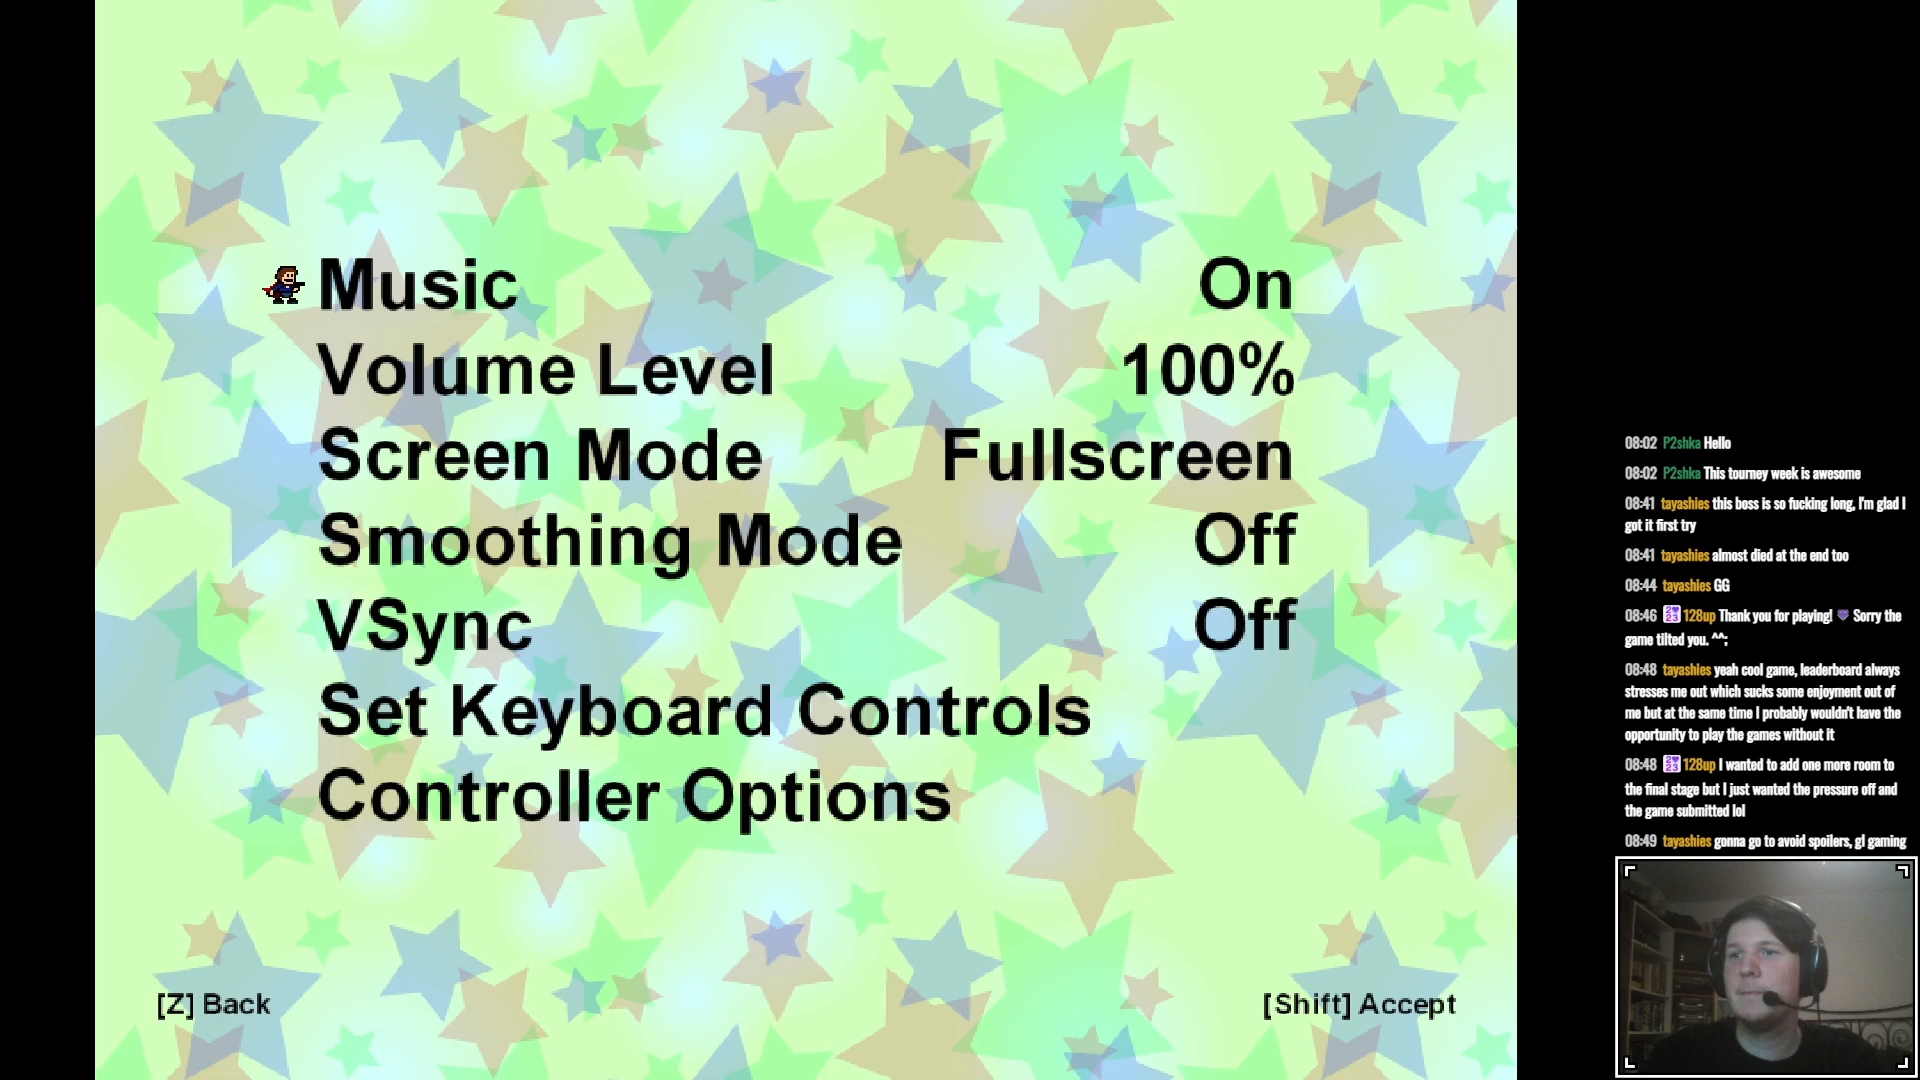 Music On
Volume Level 100%
Screen Mode Fullscreen
Smoothing Mode Off
VSync Off
Set Keyboard Controls
Controller Options
[Z] Back
[Shift] Accept
08:02 P2shka Hello
08:02 P2shka This tourney week is awesome
08:41 tayashies this boss is so fucking long, I'm glad I
got it first try
08:41 tayashies almost died at the end too
08:44 tayashies GG
08:46 128up Thank you for playing! 💜 Sorry the
game tilted you. ^^;
08:48 tayashies yeah cool game, leaderboard always
stresses me out which sucks some enjoyment out of
me but at the same time I probably wouldn't have the
opportunity to play the games without it
08:48 128up I wanted to add one more room to
the final stage but I just wanted the pressure off and
the game submitted lol
08:49 tayashies gonna go to avoid spoilers, gl gaming